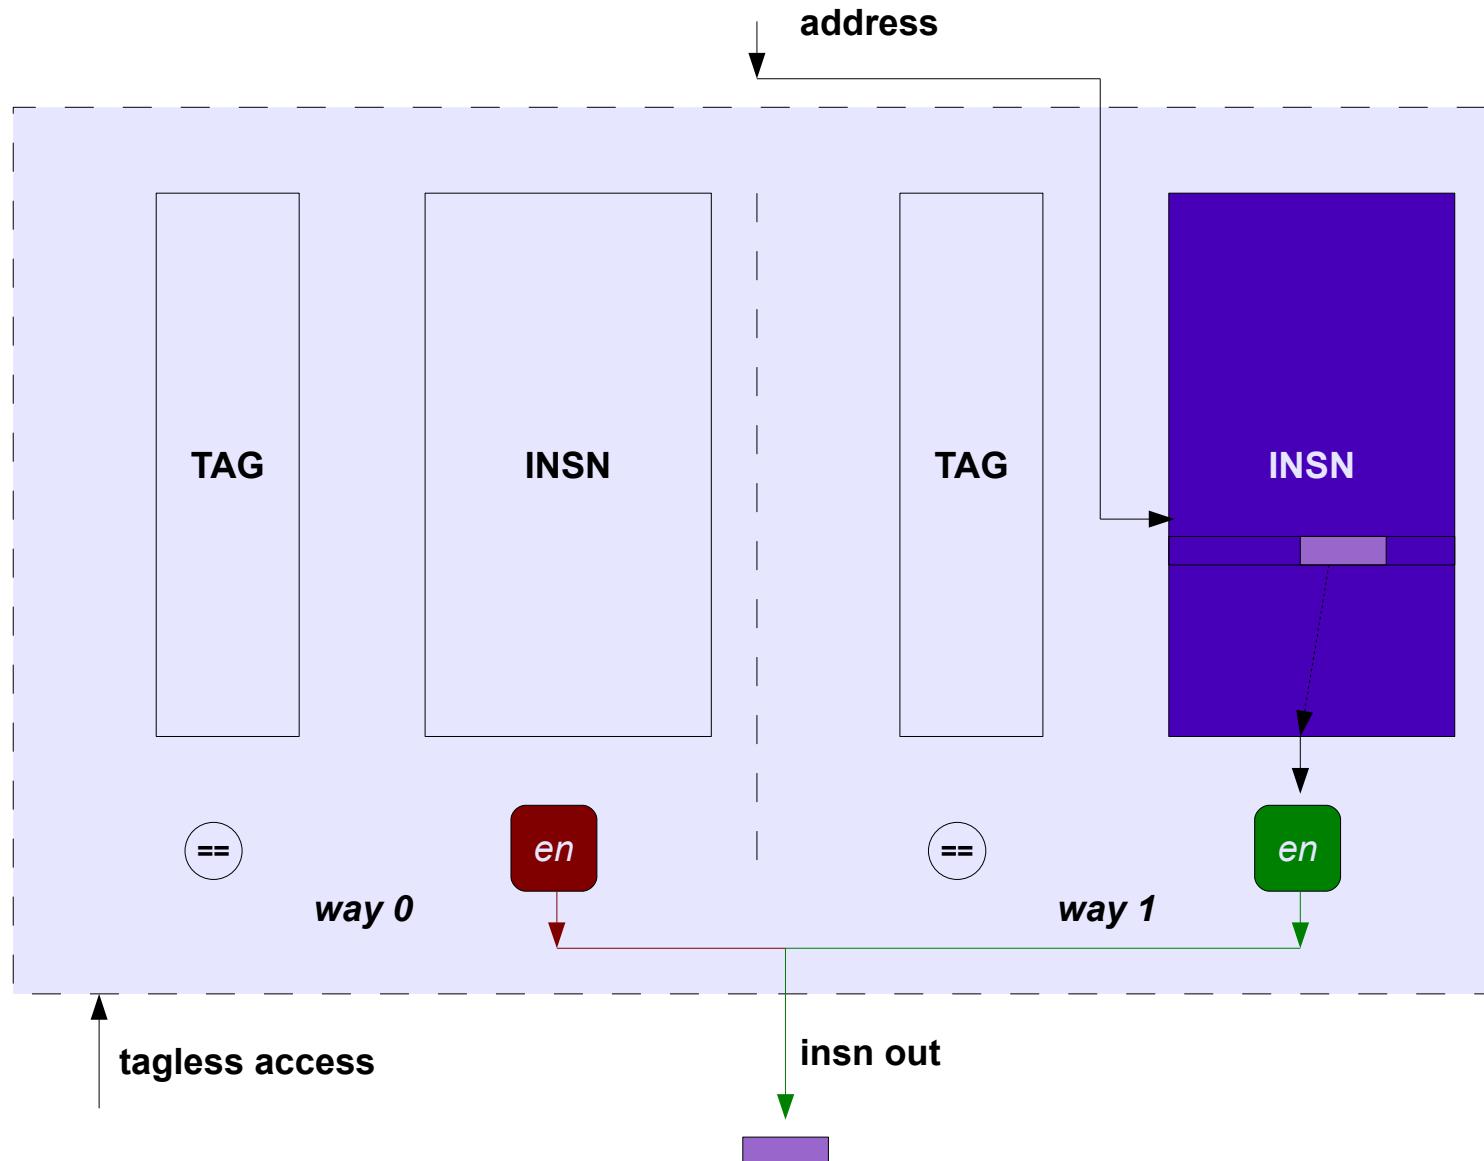 address
TAG
INSN
TAG
INSN
==
en
==
en
way 0
way 1
tagless access
insn out